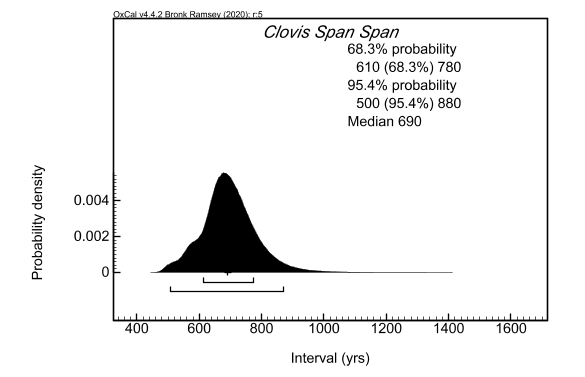 OxCal v4.4.2 Bronk Ramsey (2020); r:5
Clovis Span Span
68.3% probability
610 (68.3%) 780
95.4% probability
500 (95.4%) 880
Median 690
Probability density
0.004
0.002
0
400 600 800 1000 1200 1400 1600
Interval (yrs)